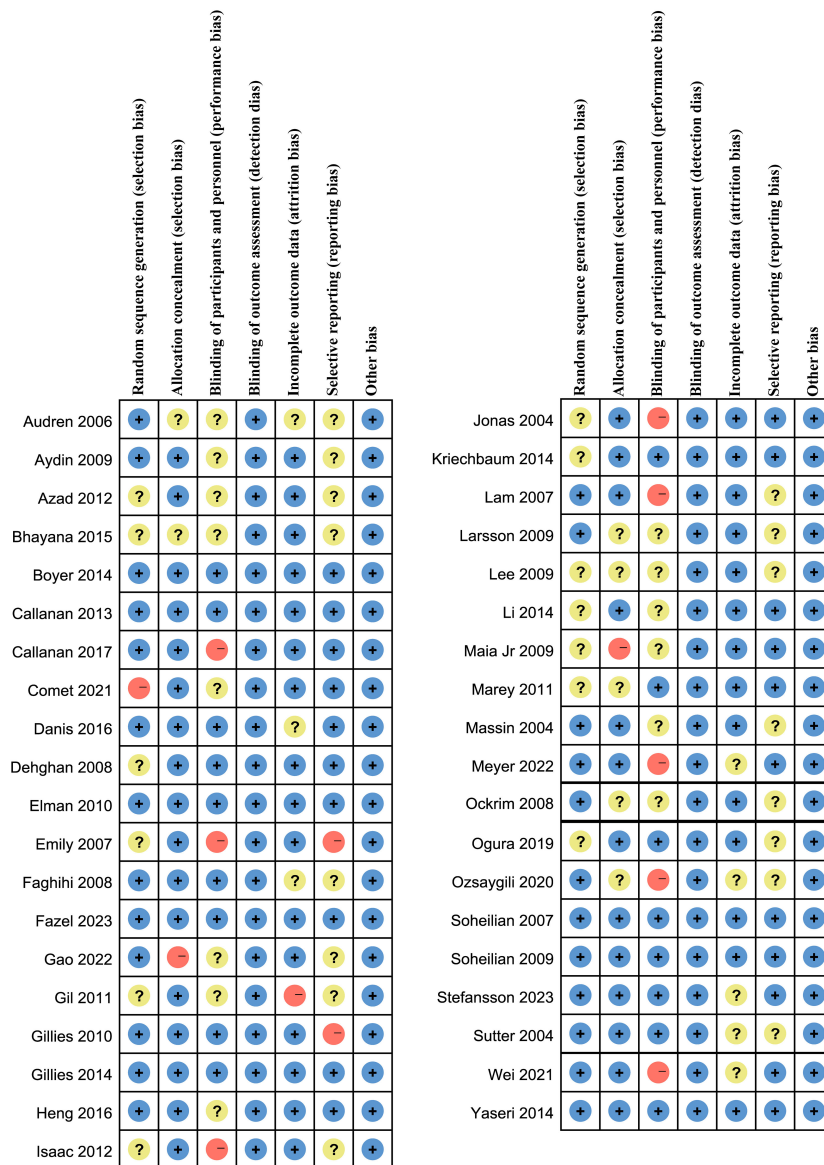 Random sequence generation (selection bias)
Allocation concealment (selection bias)
Blinding of participants and personnel (performance bias)
Blinding of outcome assessment (detection dias)
Incomplete outcome data (attrition bias)
Selective reporting (reporting bias)
Other bias
Audren 2006 + ? ? + ? ? +
Aydin 2009 + + ? + + ? +
Azad 2012 ? + ? + + ? +
Bhayana 2015 ? ? ? + + ? +
Boyer 2014 + + + + + + +
Callanan 2013 + + + + + + +
Callanan 2017 + + − + + + +
Comet 2021 − + ? + + + +
Danis 2016 + + + + ? + +
Dehghan 2008 ? + + + + + +
Elman 2010 + + + + + + +
Emily 2007 ? + − + + − +
Faghihi 2008 + + + + ? ? +
Fazel 2023 + + + + + + +
Gao 2022 + − ? + + ? +
Gil 2011 ? + ? + − ? +
Gillies 2010 + + + + + − +
Gillies 2014 + + + + + + +
Heng 2016 + + ? + + + +
Isaac 2012 ? + − + + ? +
Random sequence generation (selection bias)
Allocation concealment (selection bias)
Blinding of participants and personnel (performance bias)
Blinding of outcome assessment (detection dias)
Incomplete outcome data (attrition bias)
Selective reporting (reporting bias)
Other bias
Jonas 2004 ? + − + + + +
Kriechbaum 2014 ? + + + + + +
Lam 2007 + + − + + ? +
Larsson 2009 + ? ? + + ? +
Lee 2009 ? ? ? + + ? +
Li 2014 ? + ? + + + +
Maia Jr 2009 ? − ? + + + +
Marey 2011 ? ? + + + + +
Massin 2004 + + ? + + ? +
Meyer 2022 + + − + ? + +
Ockrim 2008 + ? ? + + ? +
Ogura 2019 ? + + + + ? +
Ozsaygili 2020 + ? − + ? ? +
Soheilian 2007 + + + + + + +
Soheilian 2009 + + + + + + +
Stefansson 2023 + + + + ? + +
Sutter 2004 + + + + ? ? +
Wei 2021 + + − + ? + +
Yaseri 2014 + + + + + + +